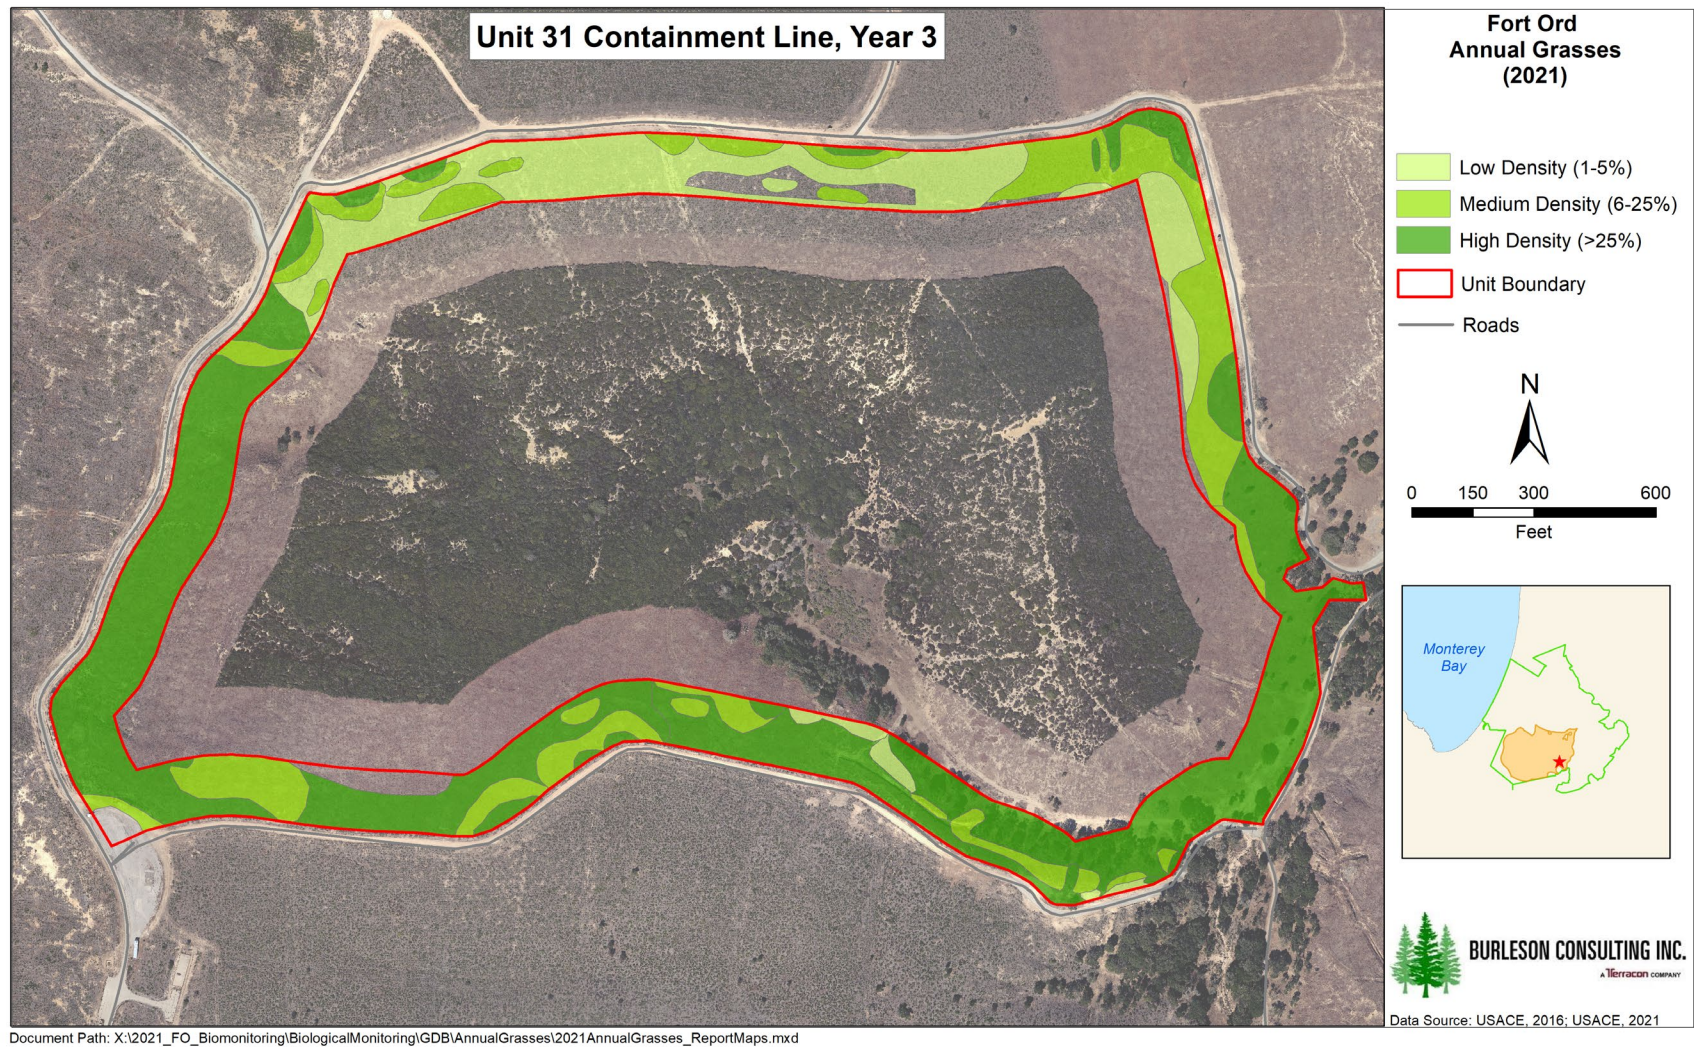 Unit 31 Containment Line, Year 3
Fort Ord
Annual Grasses
(2021)
Low Density (1-5%)
Medium Density (6-25%)
High Density (>25%)
Unit Boundary
Roads
N
0 150 300 600
Feet
Monterey
Bay
BURLESON CONSULTING INC.
A Terracon COMPANY
Data Source: USACE, 2016; USACE, 2021
Document Path: X:\2021_FO_Biomonitoring\BiologicalMonitoring\GDB\AnnualGrasses\2021AnnualGrasses_ReportMaps.mxd